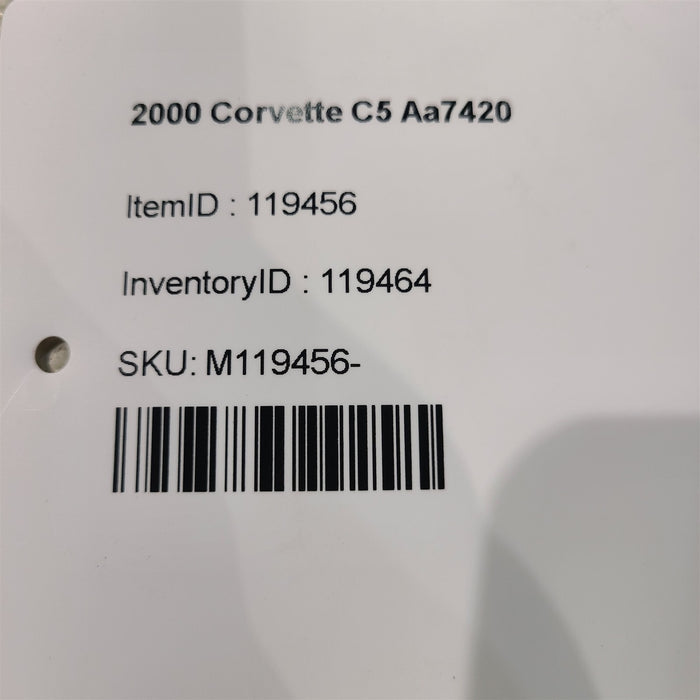 2000 Corvette C5 Aa7420
ItemID : 119456
InventoryID : 119464
SKU: M119456-